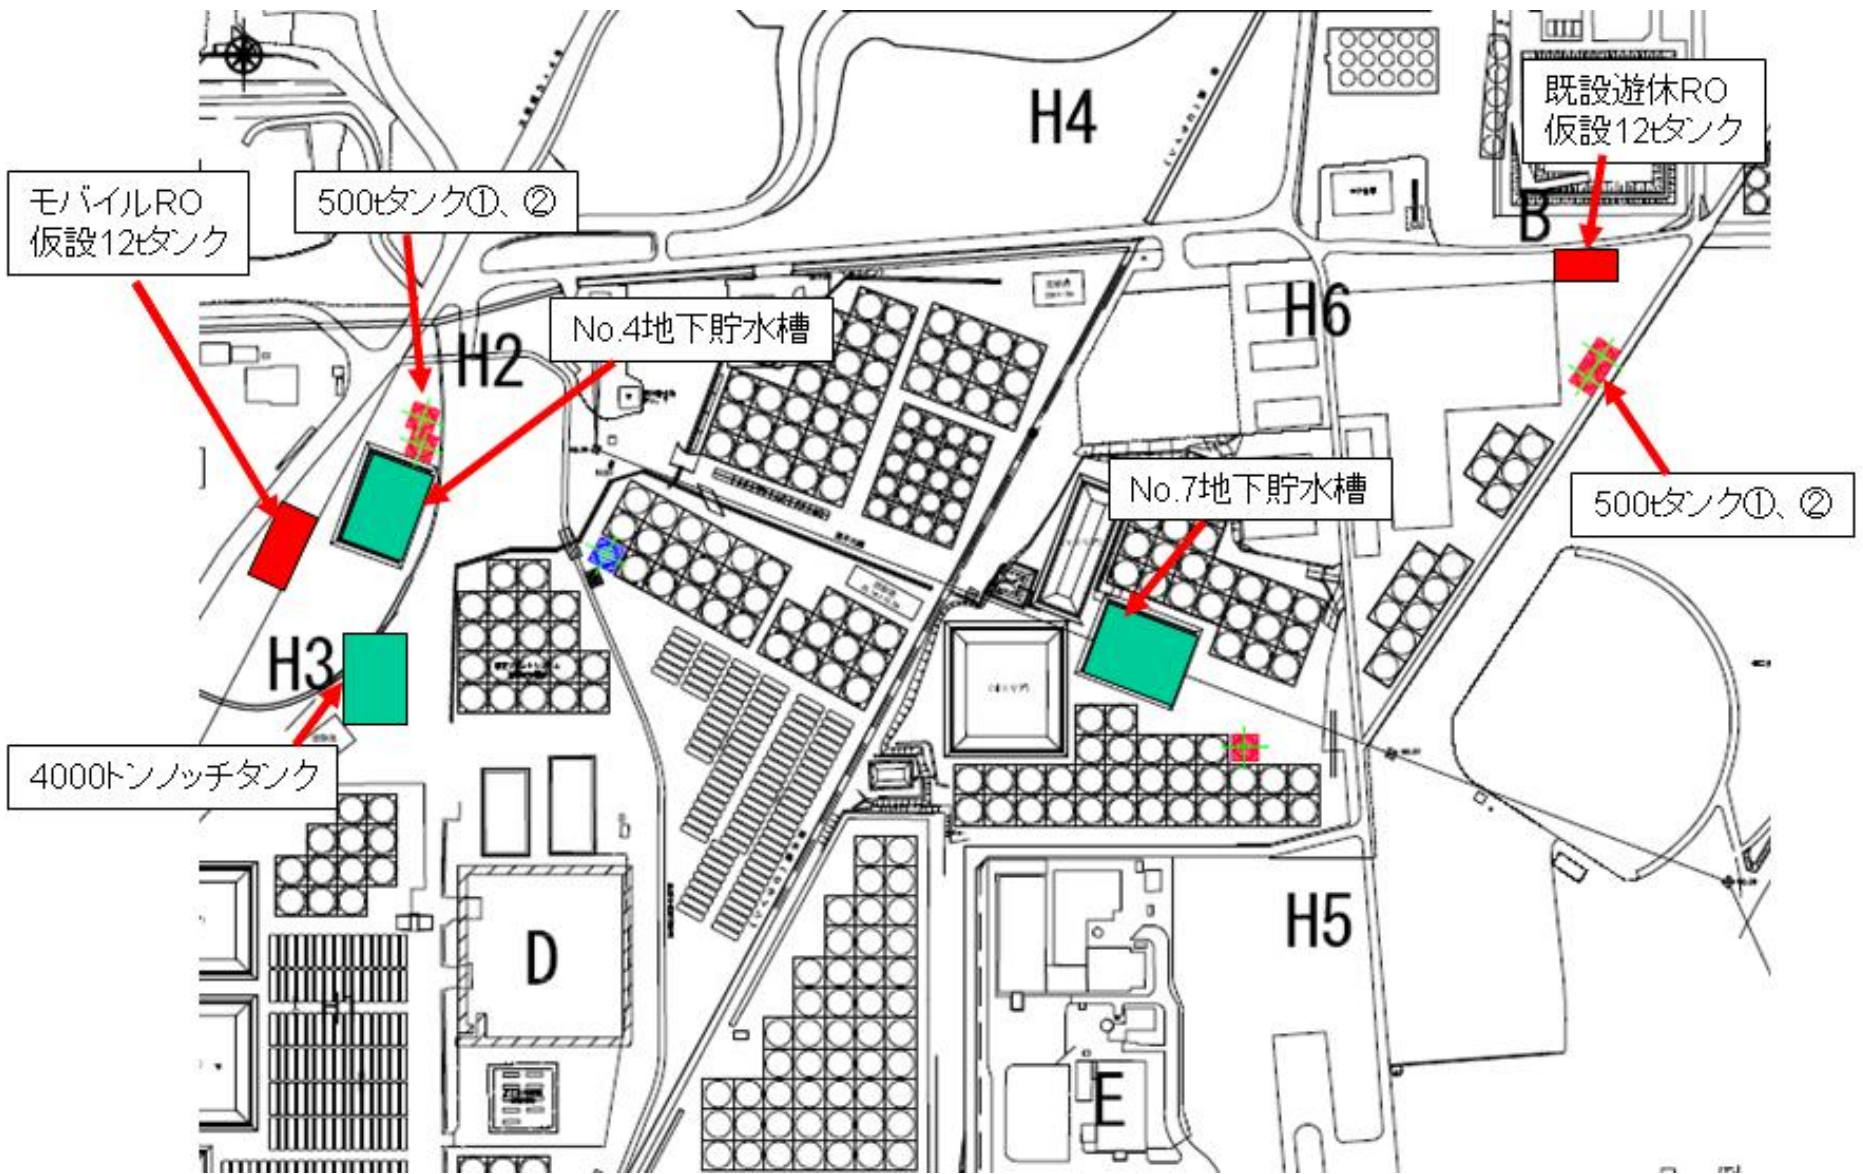 H4
既設遊休RO
仮設12tタンク
モバイルRO
仮設12tタンク
500tタンク①、②
B
H6
No.4地下貯水槽
H2
No.7地下貯水槽
500tタンク①、②
H3
4000トンノッチタンク
H5
D
H1
E